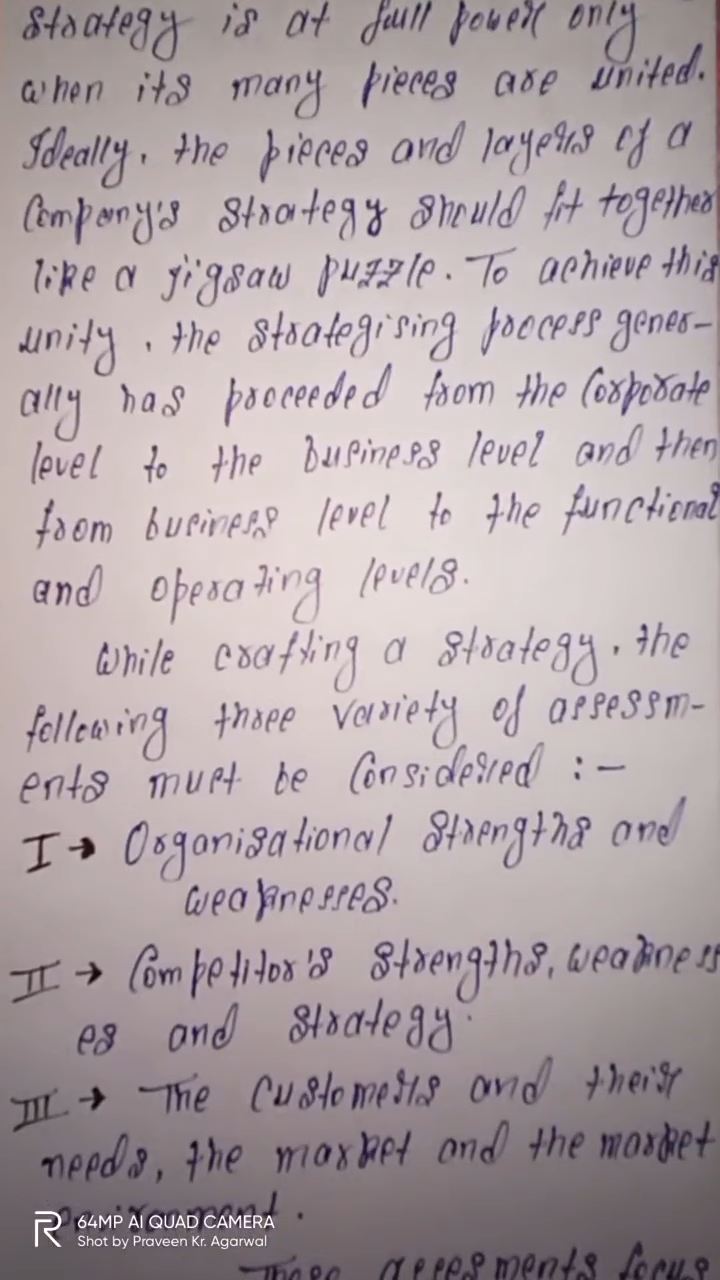 Strategy is at full power only
when its many pieces are united.
Ideally, the pieces and layers of a
Company's strategy should fit together
like a jigsaw puzzle. To achieve this
unity, the strategising process gener-
ally has proceeded from the Corporate
level to the business level and then
from business level to the functional
and operating levels.
While crafting a strategy, the
following three variety of assessm-
ents must be Considered :-
I → Organisational strengths and
weaknesses.
II → Competitor's strengths, weakness
es and strategy.
III → The Customers and their
needs, the market and the market
environment.
64MP AI QUAD CAMERA
Shot by Praveen Kr. Agarwal
These assessments focus